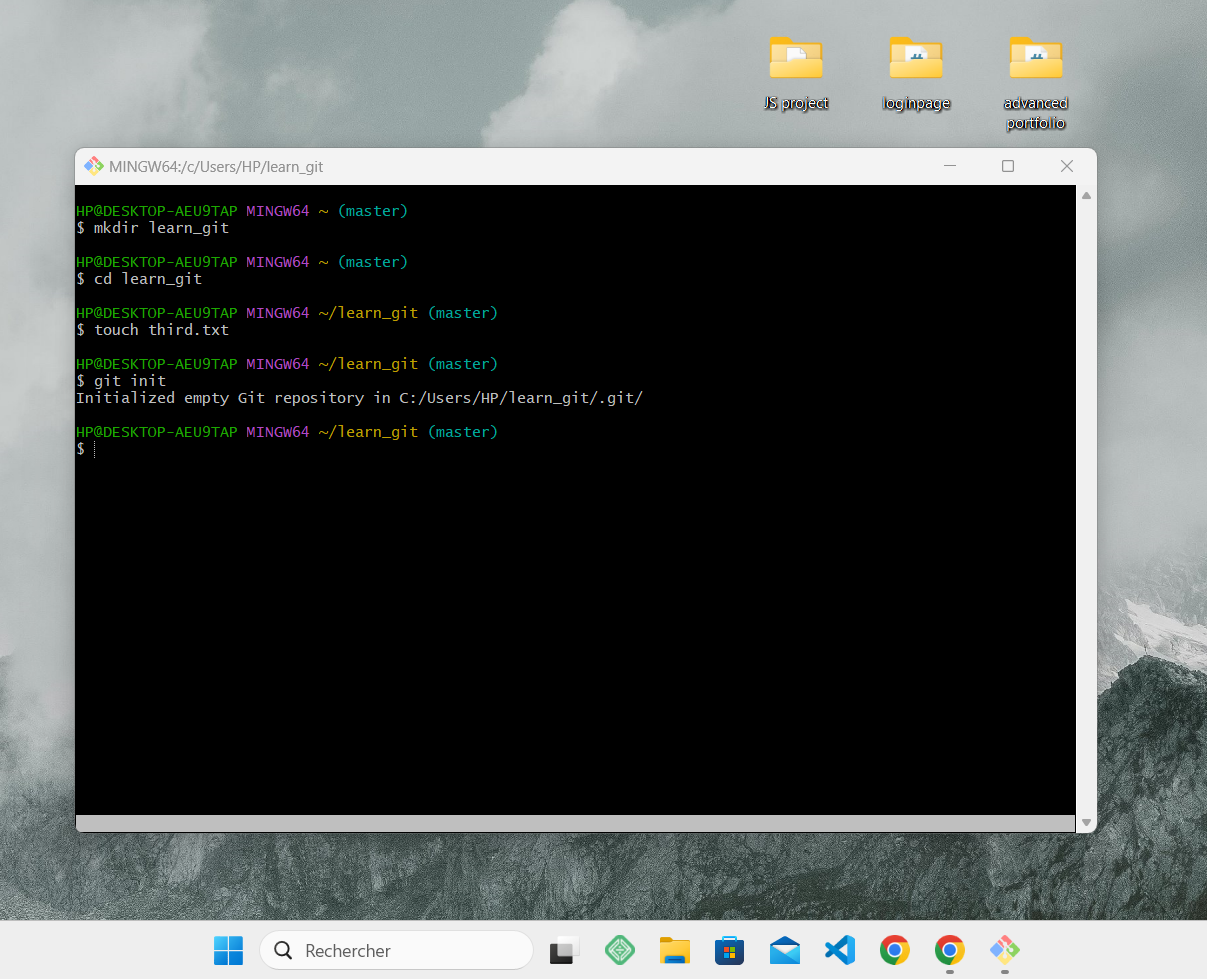 JS project
loginpage
advanced
portfolio
MINGW64:/c/Users/HP/learn_git
HP@DESKTOP-AEU9TAP MINGW64 ~ (master)
$ mkdir learn_git
HP@DESKTOP-AEU9TAP MINGW64 ~ (master)
$ cd learn_git
HP@DESKTOP-AEU9TAP MINGW64 ~/learn_git (master)
$ touch third.txt
HP@DESKTOP-AEU9TAP MINGW64 ~/learn_git (master)
$ git init
Initialized empty Git repository in C:/Users/HP/learn_git/.git/
HP@DESKTOP-AEU9TAP MINGW64 ~/learn_git (master)
$
Rechercher